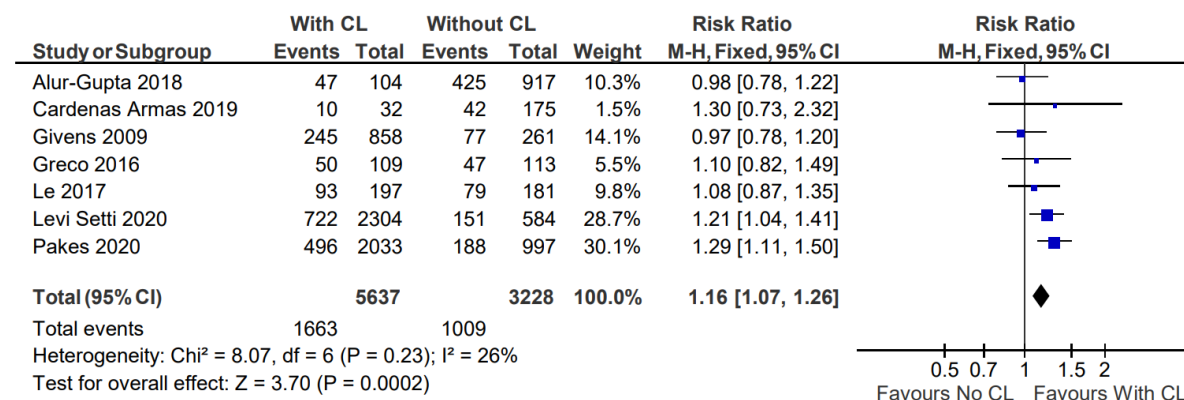 With CL Without CL Risk Ratio Risk Ratio
Study or Subgroup Events Total Events Total Weight M-H, Fixed, 95% CI M-H, Fixed, 95% CI
Alur-Gupta 2018 47 104 425 917 10.3% 0.98 [0.78, 1.22]
Cardenas Armas 2019 10 32 42 175 1.5% 1.30 [0.73, 2.32]
Givens 2009 245 858 77 261 14.1% 0.97 [0.78, 1.20]
Greco 2016 50 109 47 113 5.5% 1.10 [0.82, 1.49]
Le 2017 93 197 79 181 9.8% 1.08 [0.87, 1.35]
Levi Setti 2020 722 2304 151 584 28.7% 1.21 [1.04, 1.41]
Pakes 2020 496 2033 188 997 30.1% 1.29 [1.11, 1.50]
Total (95% CI) 5637 3228 100.0% 1.16 [1.07, 1.26]
Total events 1663 1009
Heterogeneity: Chi² = 8.07, df = 6 (P = 0.23); I² = 26%
Test for overall effect: Z = 3.70 (P = 0.0002)
0.5 0.7 1 1.5 2
Favours No CL Favours With CL